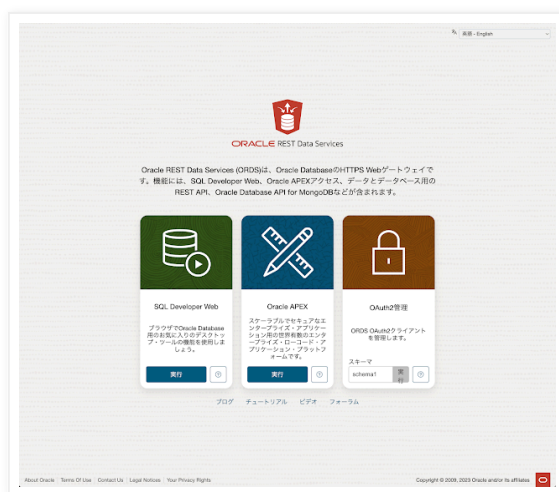 英語 - English
ORACLE REST Data Services
Oracle REST Data Services (ORDS)は、Oracle DatabaseのHTTPS Webゲートウェイで
す。機能には、SQL Developer Web、Oracle APEXアクセス、データとデータベース用の
REST API、Oracle Database API for MongoDBなどが含まれます。
SQL Developer Web
ブラウザでOracle Database
用のお気に入りのデスクトッ
プ・ツールの機能を使用しま
しょう。
実行
Oracle APEX
スケーラブルでセキュアなエ
ンタープライズ・アプリケー
ション用の世界有数のエンタ
ープライズ・ローコード・ア
プリケーション・プラットフ
ォームです。
実行
OAuth2管理
ORDS OAuth2クライアント
を管理します。
スキーマ
schema1
実
行
ブログ チュートリアル ビデオ フォーラム
About Oracle Terms Of Use Contact Us Legal Notices Your Privacy Rights
Copyright © 2009, 2023 Oracle and/or its affiliates